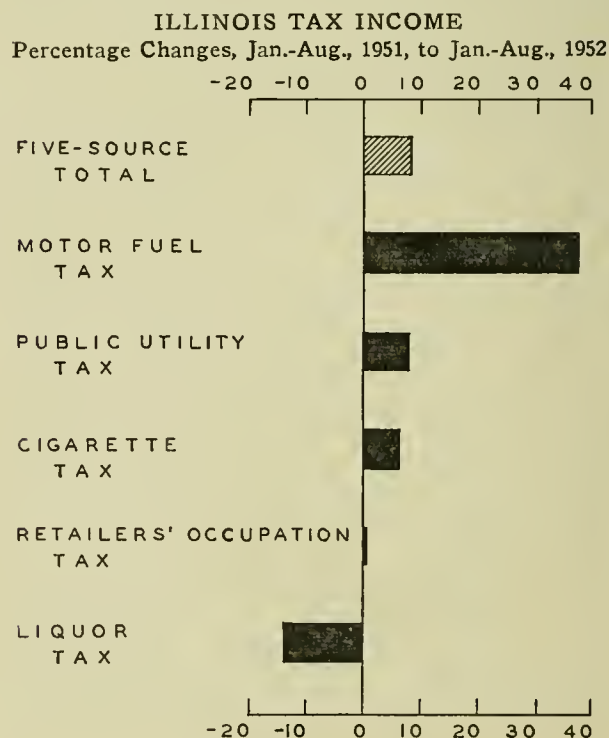 ILLINOIS TAX INCOME
Percentage Changes, Jan.-Aug., 1951, to Jan.-Aug., 1952
-20 -10 0 10 20 30 40
FIVE-SOURCE
TOTAL
MOTOR FUEL
TAX
PUBLIC UTILITY
TAX
CIGARETTE
TAX
RETAILERS' OCCUPATION
TAX
LIQUOR
TAX
-20 -10 0 10 20 30 40